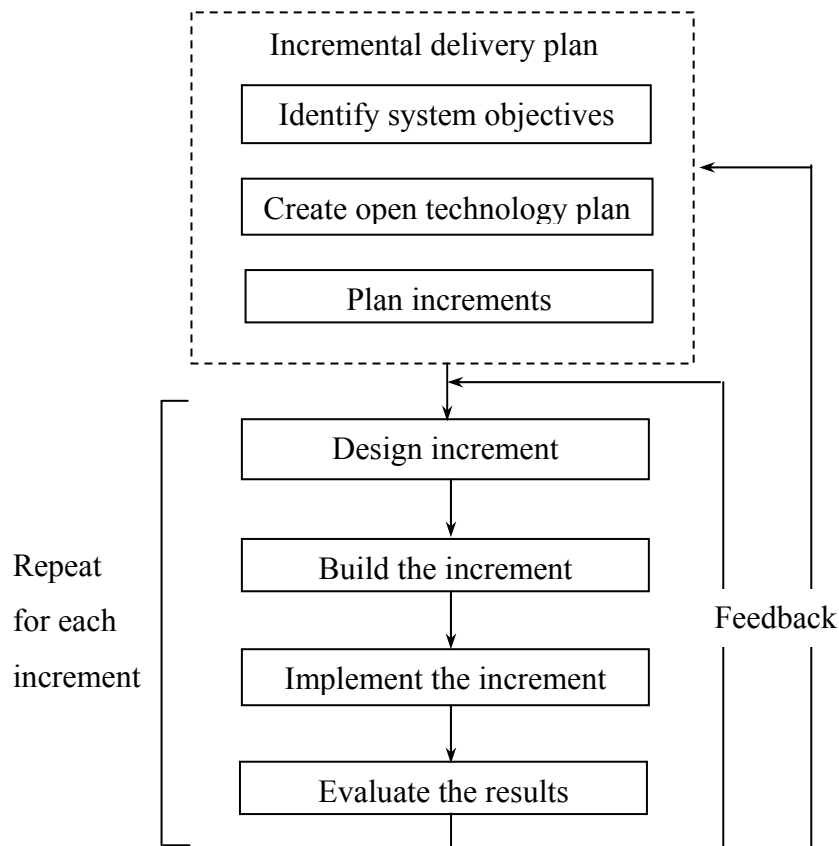 Incremental delivery plan
Identify system objectives
Create open technology plan
Plan increments
Design increment
Build the increment
Implement the increment
Evaluate the results
Repeat
for each
increment
Feedback